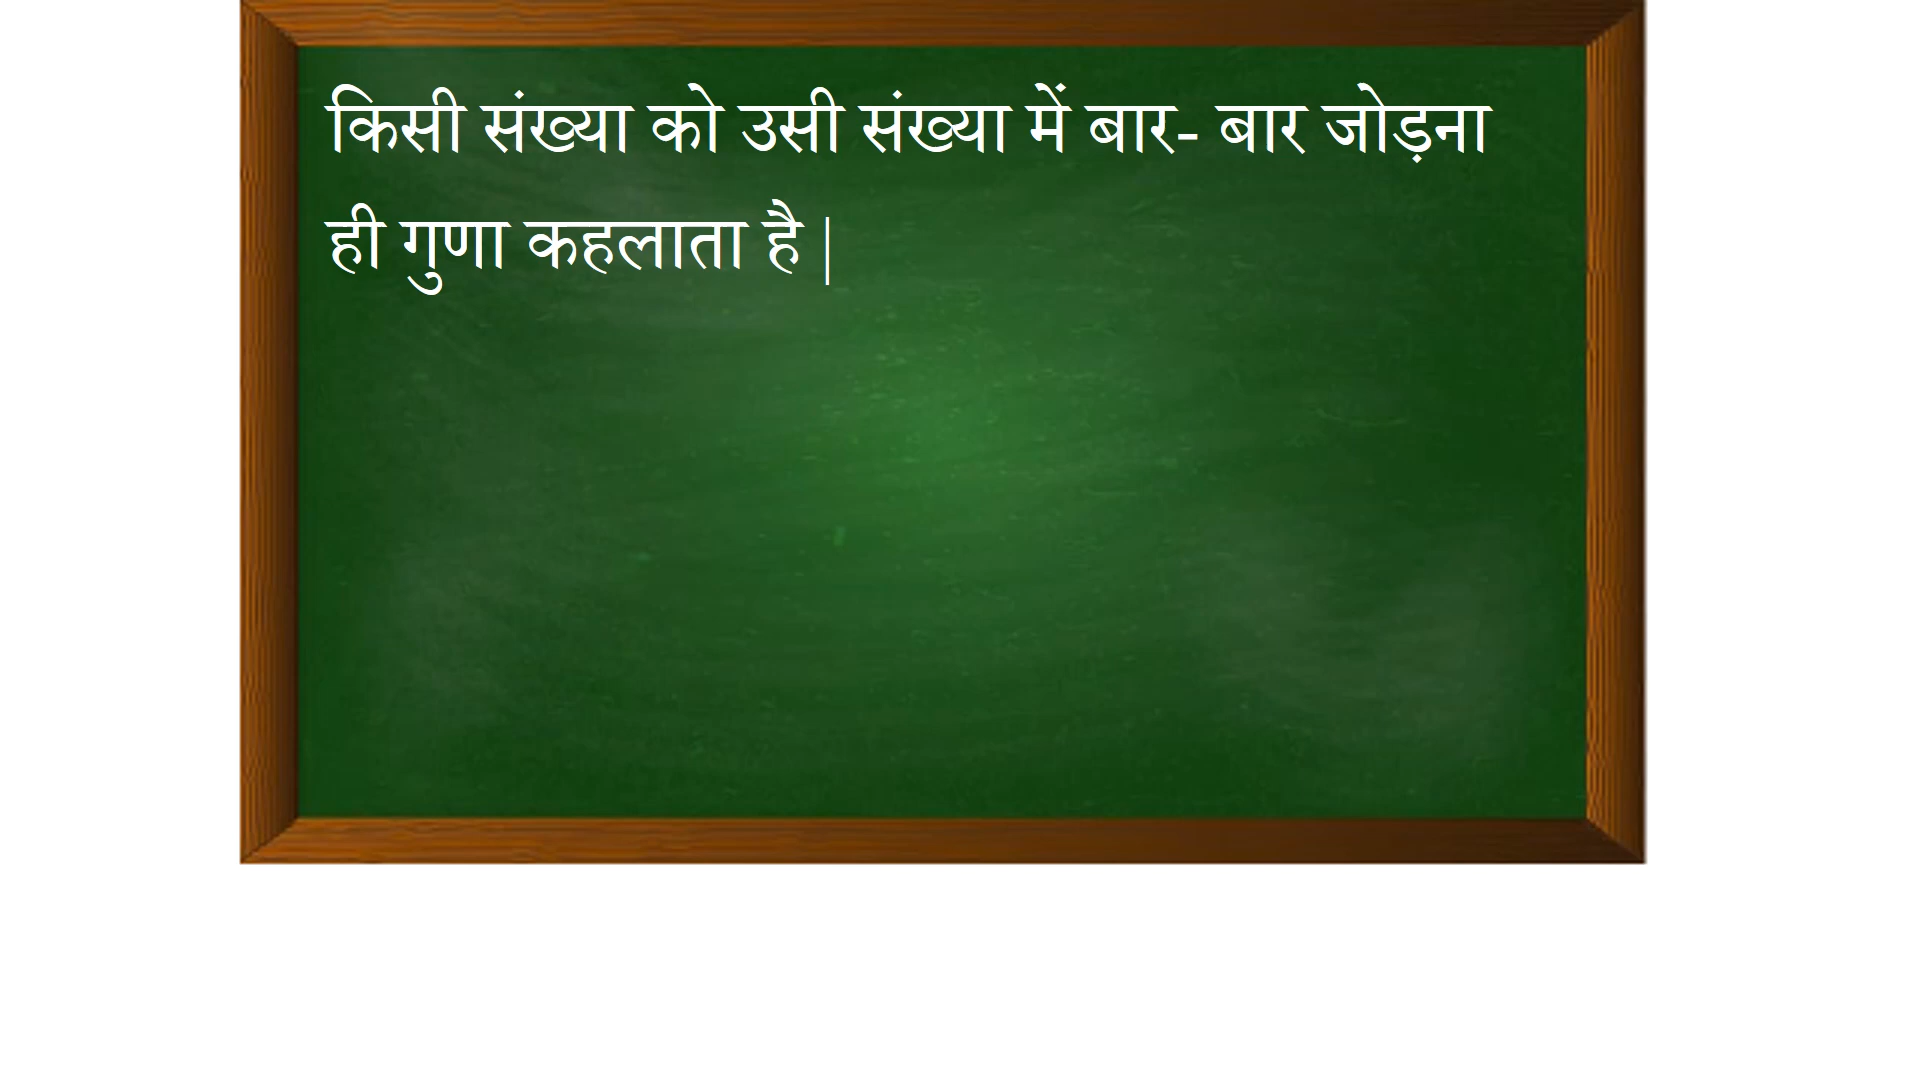 किसी संख्या को उसी संख्या में बार- बार जोड़ना
ही गुणा कहलाता है |